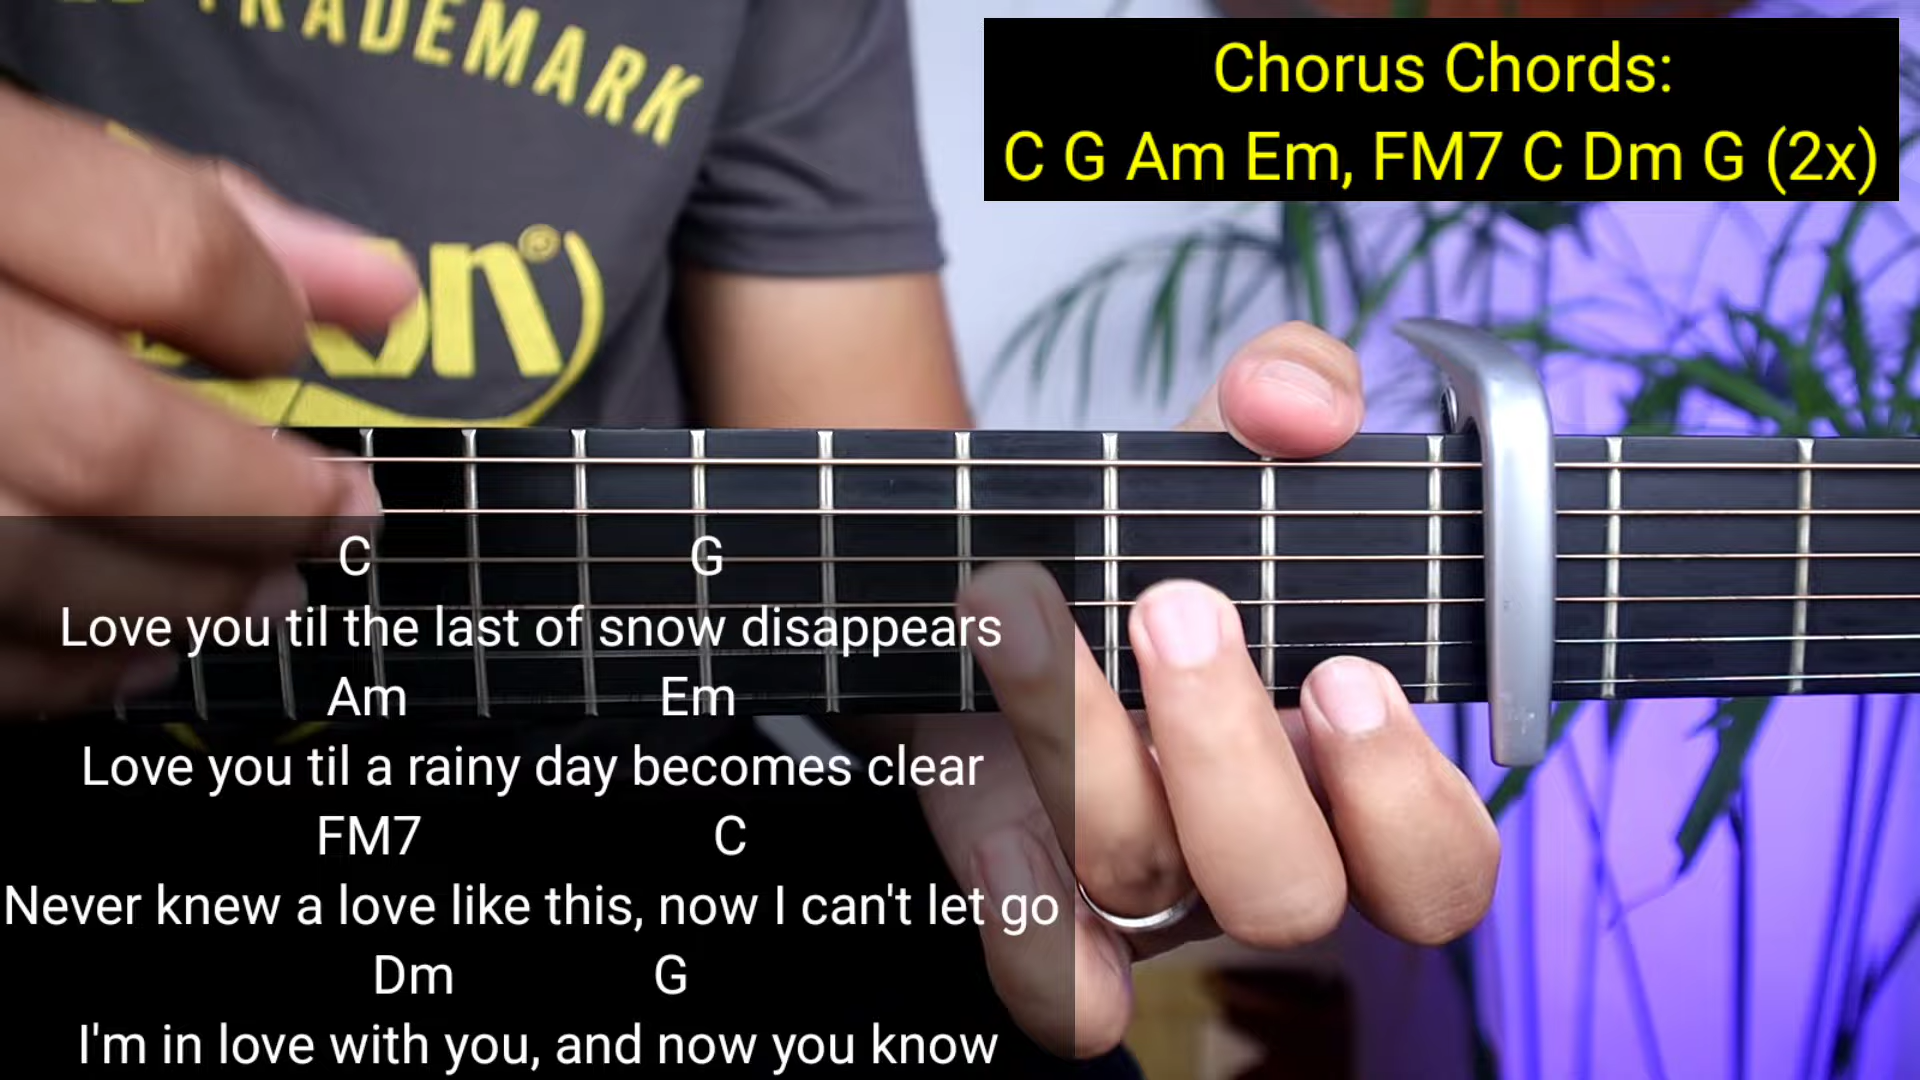 TRADEMARK
on®
Chorus Chords:
C G Am Em, FM7 C Dm G (2x)
C G
Love you til the last of snow disappears
Am Em
Love you til a rainy day becomes clear
FM7 C
Never knew a love like this, now I can't let go
Dm G
I'm in love with you, and now you know